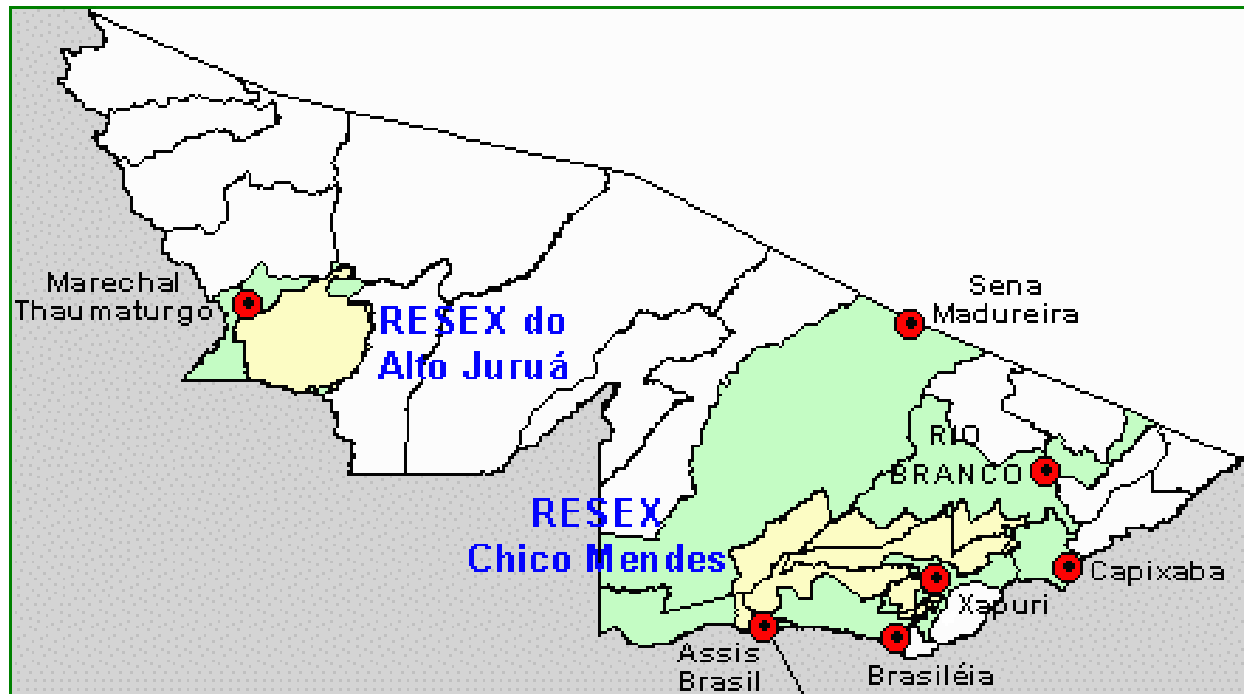 Marechal
Thaumaturgo
RESEX do
Alto Juruá
Sena
Madureira
RIO
BRANCO
RESEX
Chico Mendes
Capixaba
Xapuri
Assis
Brasil
Brasiléia